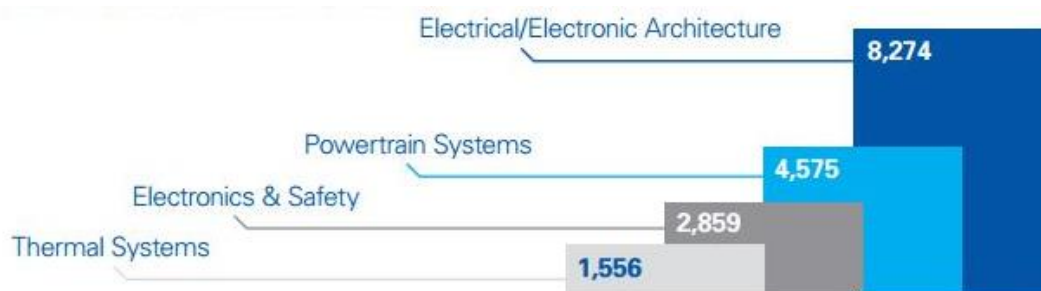 Electrical/Electronic Architecture
8,274
Powertrain Systems
4,575
Electronics & Safety
2,859
Thermal Systems
1,556